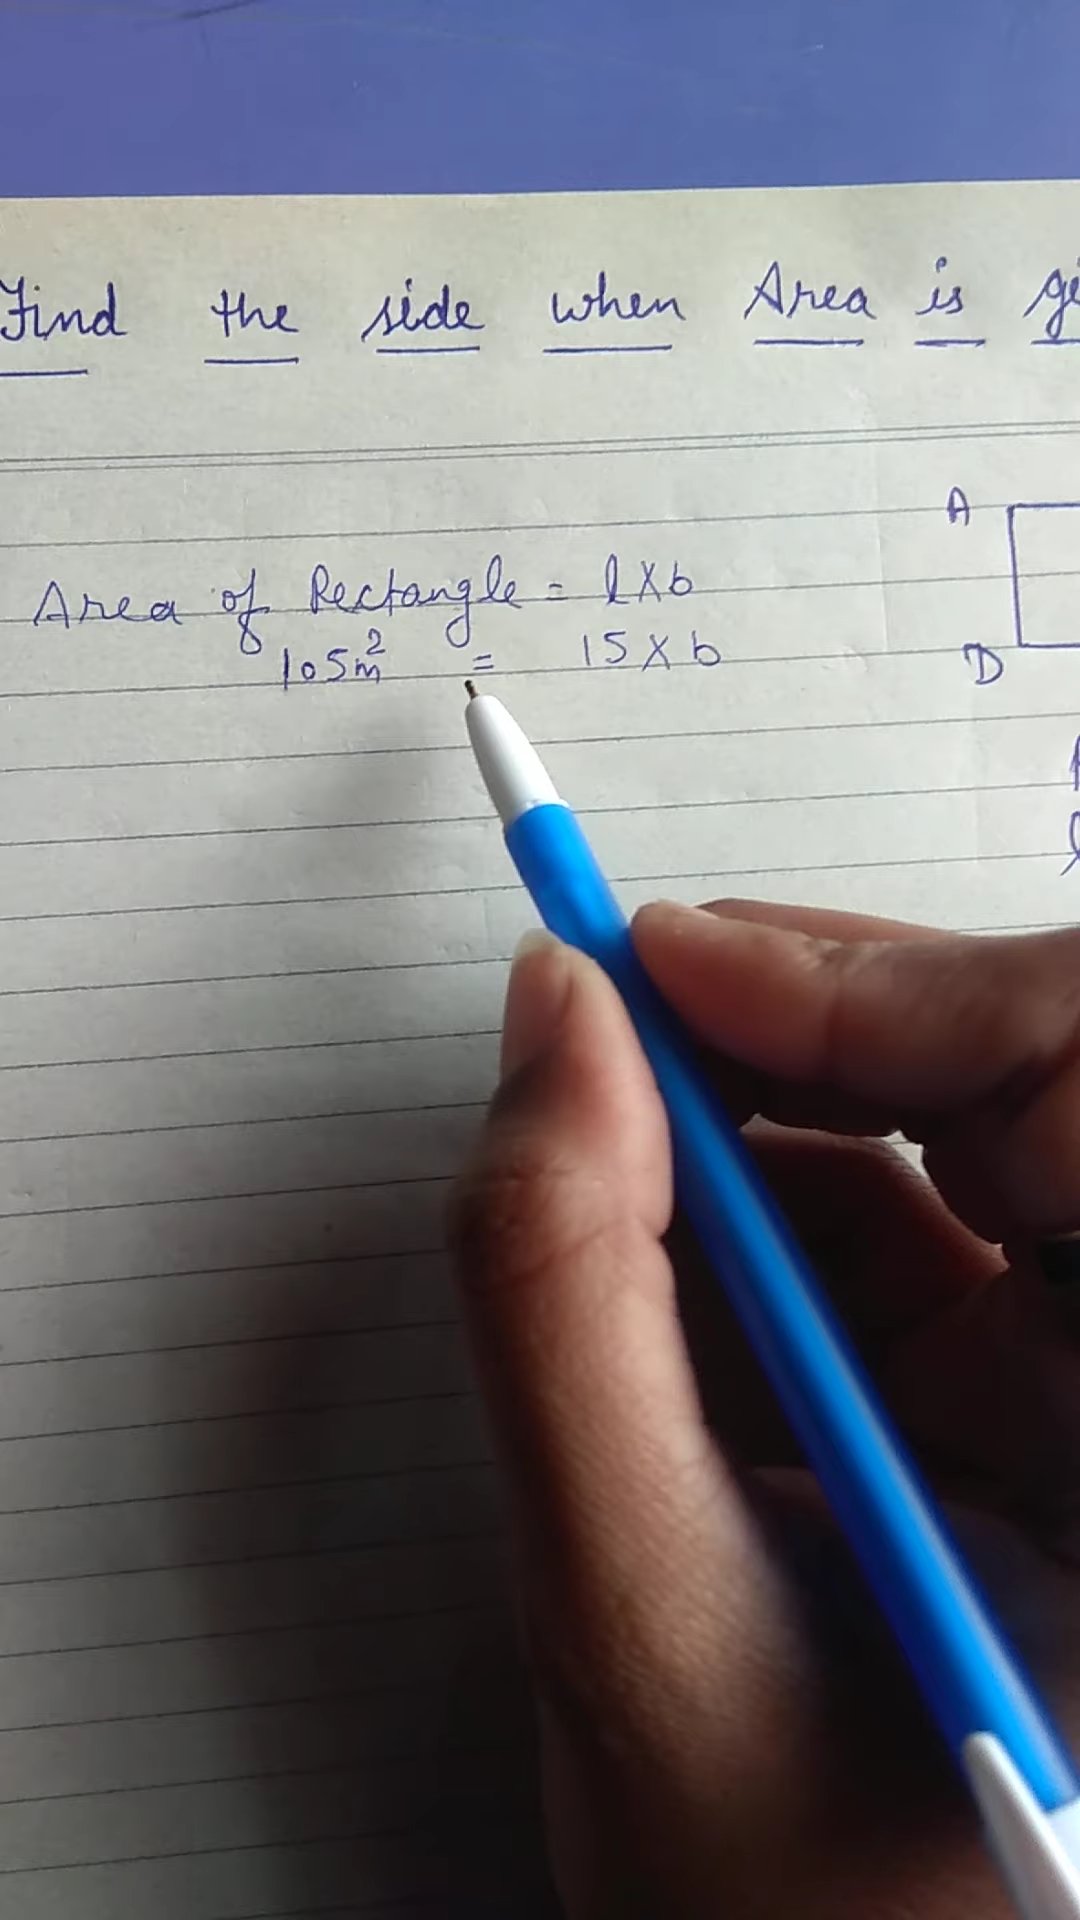 Find the side when Area is
Area of Rectangle = l X b
105m² = 15 X b
A
D